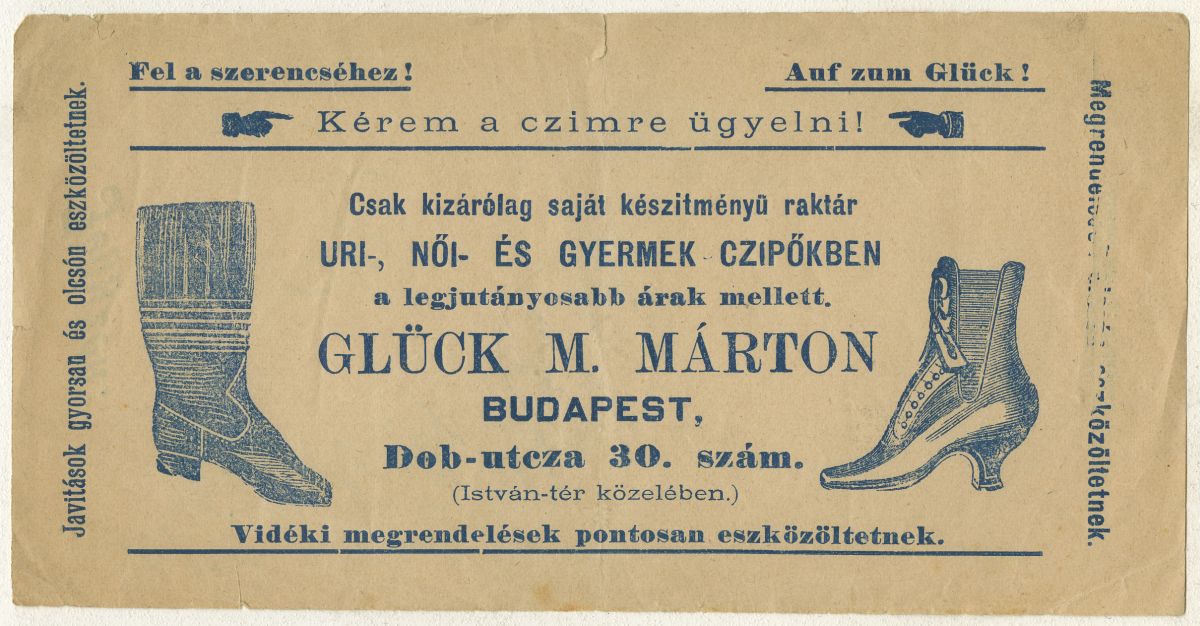 Fel a szerencséhez!
Auf zum Glück!
Kérem a czimre ügyelni!
Javitások gyorsan és olcsón eszközöltetnek.
Csak kizárólag saját készitményü raktár
URI-, NŐI- ÉS GYERMEK-CZIPŐKBEN
a legjutányosabb árak mellett.
GLÜCK M. MÁRTON
BUDAPEST,
Dob-utcza 30. szám.
(István-tér közelében.)
Vidéki megrendelések pontosan eszközöltetnek.
eszközöltetnek.